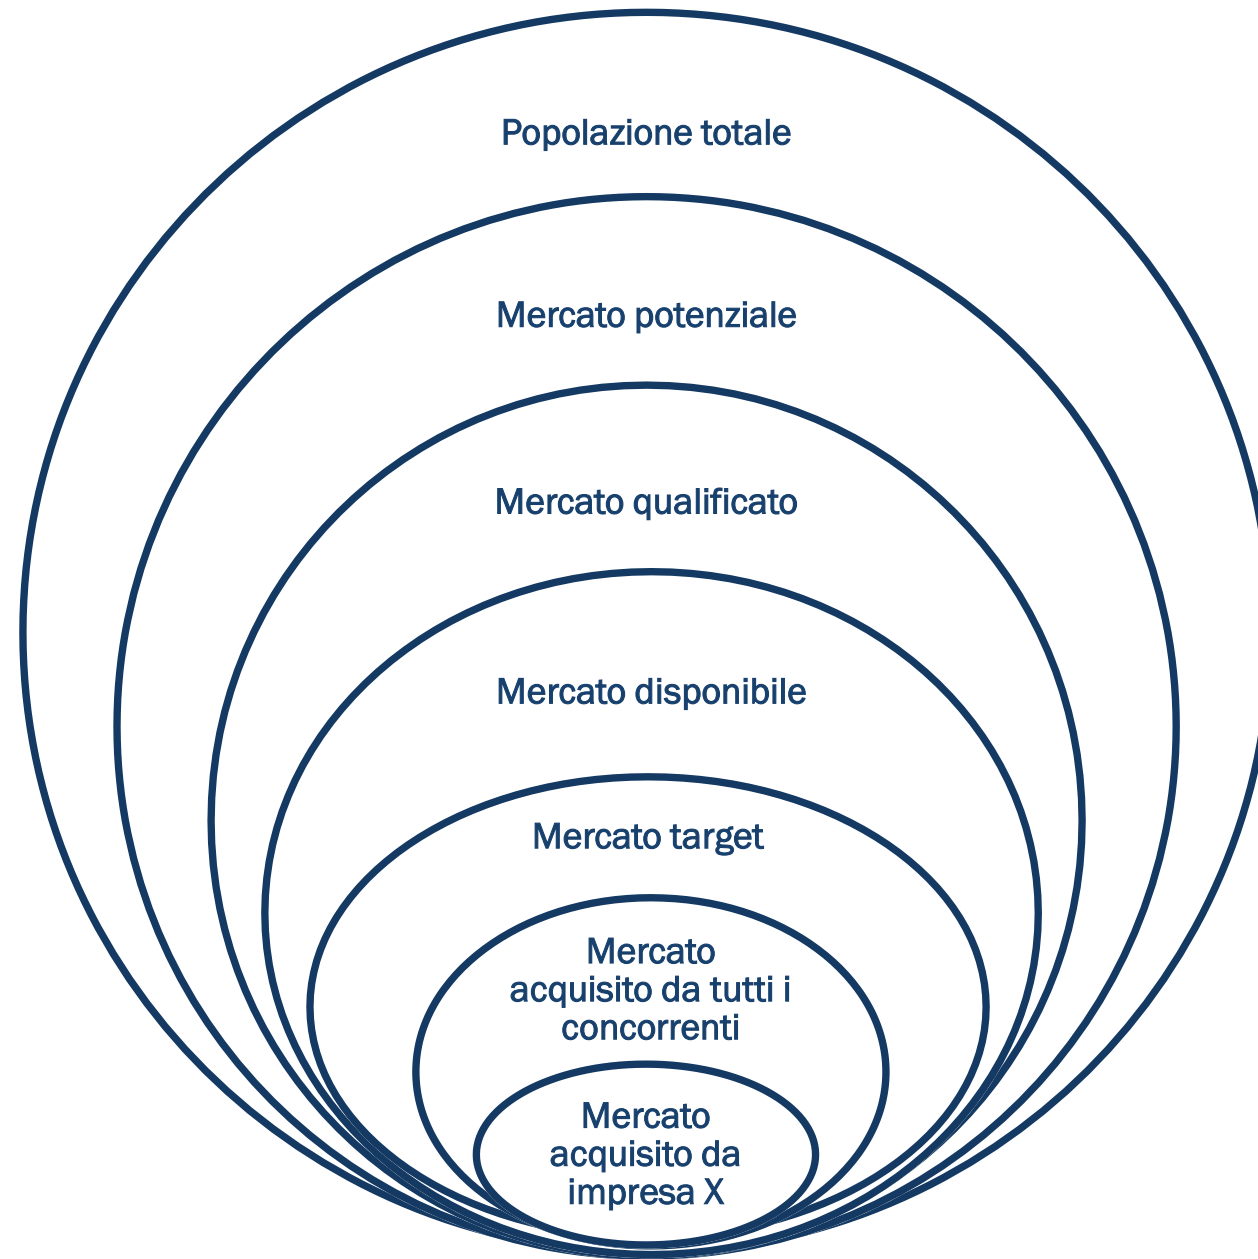 Popolazione totale
Mercato potenziale
Mercato qualificato
Mercato disponibile
Mercato target
Mercato
acquisito da tutti i
concorrenti
Mercato
acquisito da
impresa X